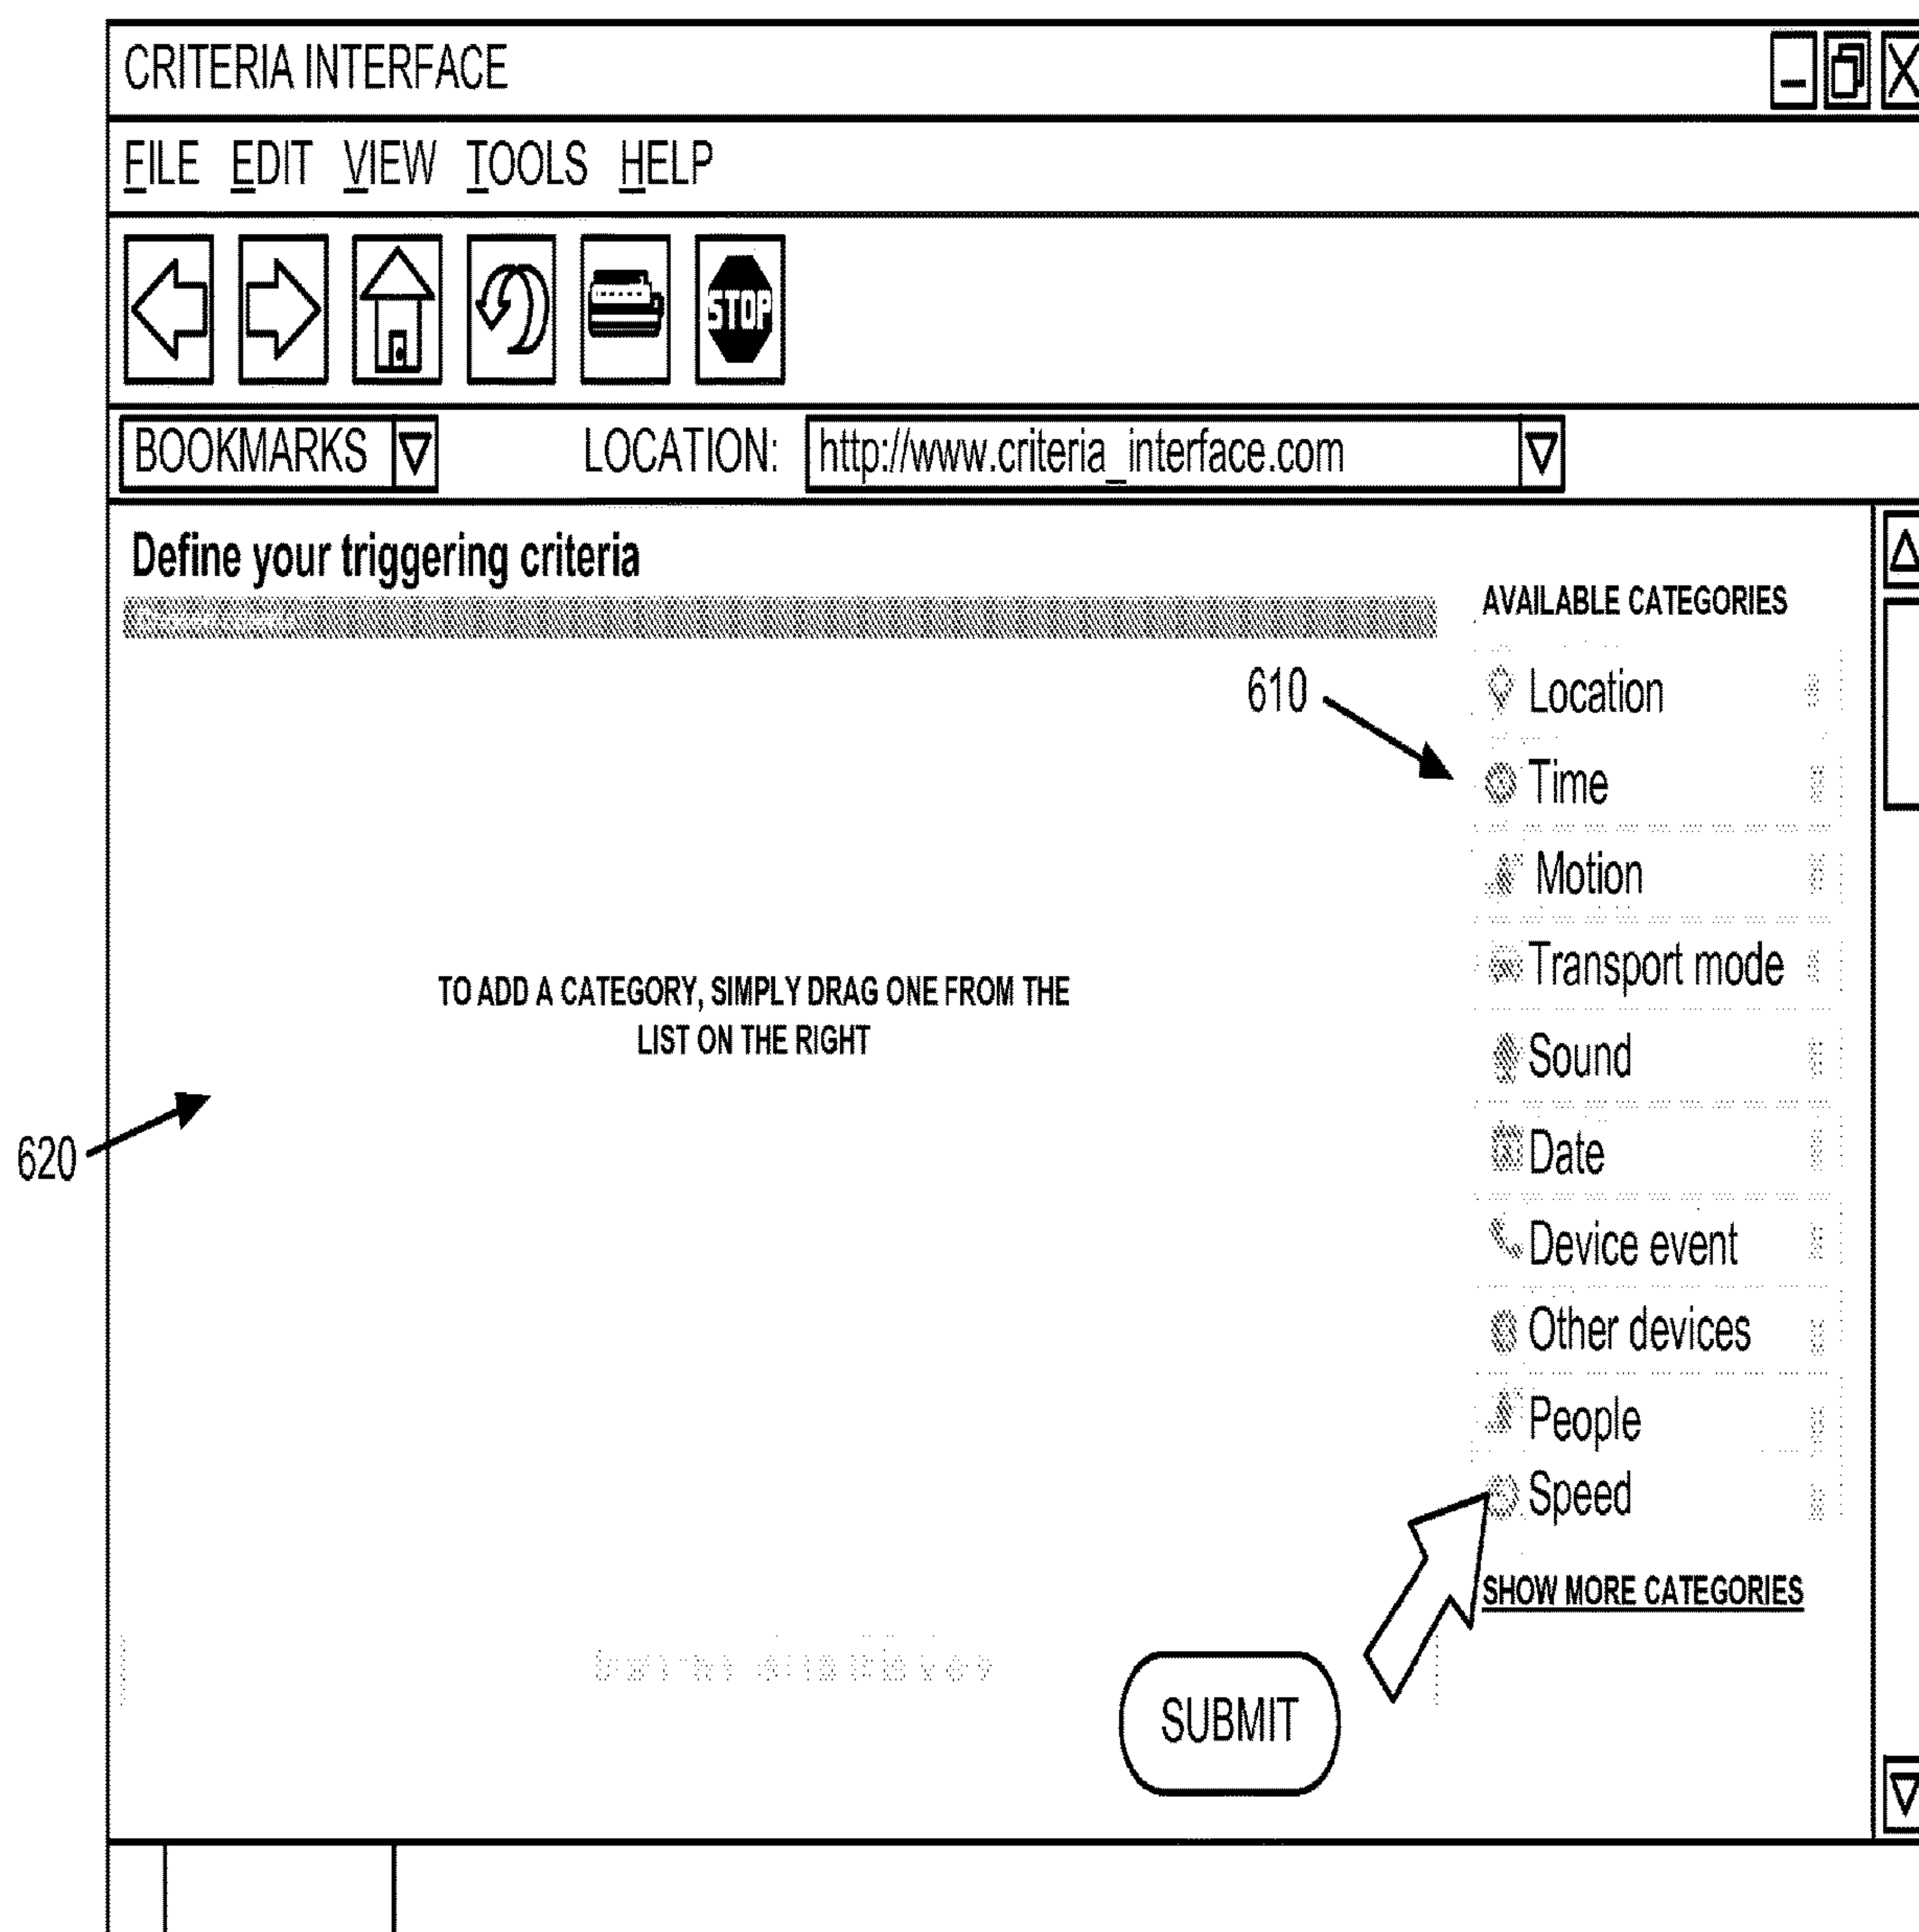 CRITERIA INTERFACE
FILE EDIT VIEW TOOLS HELP
STOP
BOOKMARKS
LOCATION: http://www.criteria_interface.com
Define your triggering criteria
AVAILABLE CATEGORIES
610
Location
Time
Motion
Transport mode
TO ADD A CATEGORY, SIMPLY DRAG ONE FROM THE
LIST ON THE RIGHT
Sound
620
Date
Device event
Other devices
People
Speed
SHOW MORE CATEGORIES
SUBMIT